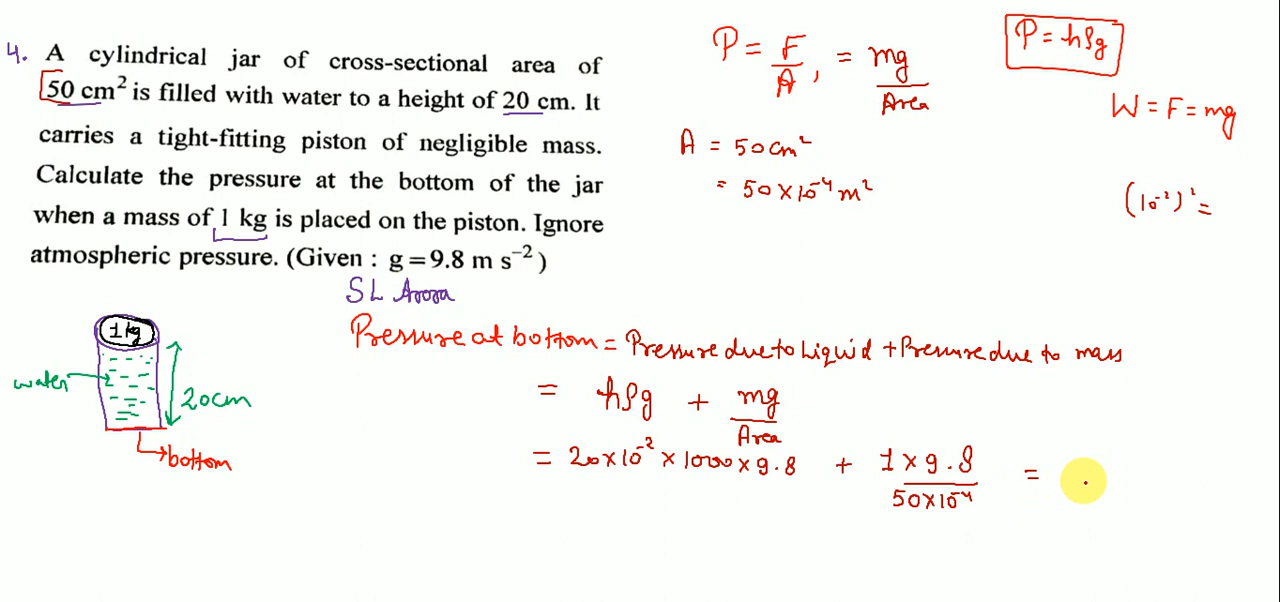 4. A cylindrical jar of cross-sectional area of
50 cm² is filled with water to a height of 20 cm. It
carries a tight-fitting piston of negligible mass.
Calculate the pressure at the bottom of the jar
when a mass of 1 kg is placed on the piston. Ignore
atmospheric pressure. (Given : g = 9.8 m s⁻²)
SL Arora
P = F/A, = mg/Area
P = hρg
W = F = mg
A = 50 cm²
= 50 × 10⁻⁴ m²
(10⁻²)² =
1 kg
water
20cm
bottom
Pressure at bottom = Pressure due to Liquid + Pressure due to mass
= hρg + mg/Area
= 20 × 10⁻² × 1000 × 9.8 + 1 × 9.8/50 × 10⁻⁴ =